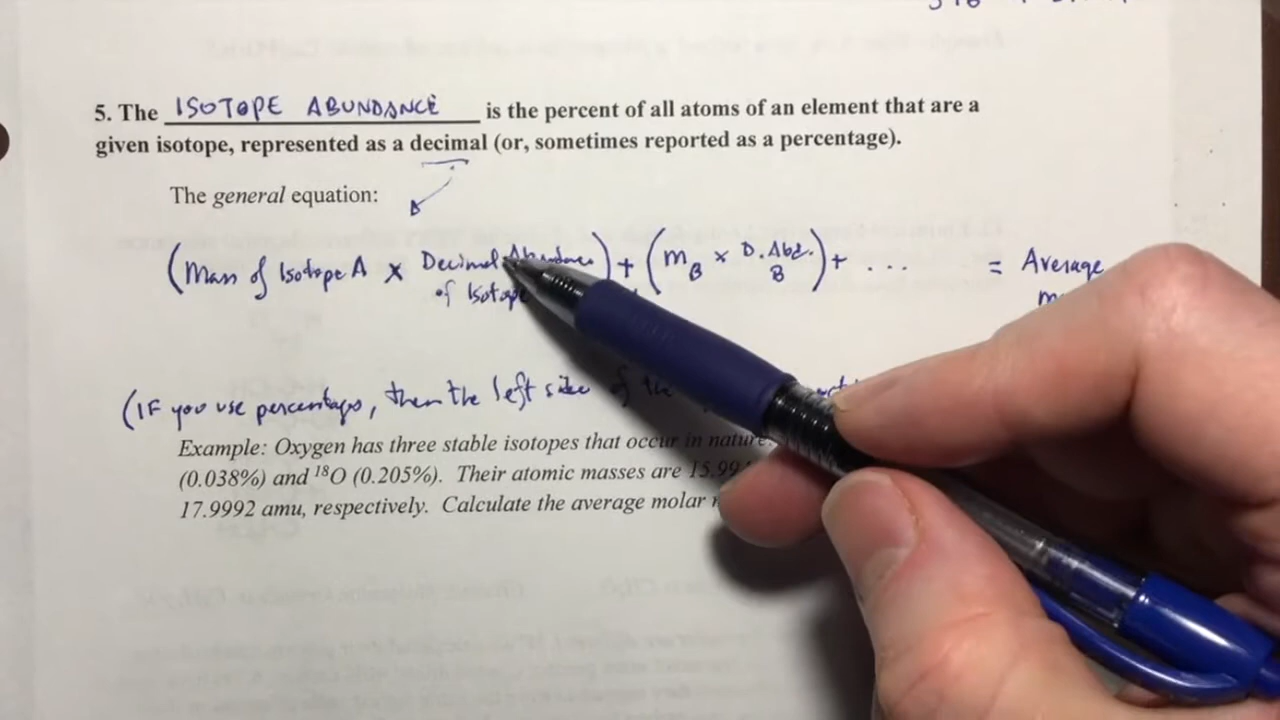 5. The ISOTOPE ABUNDANCE is the percent of all atoms of an element that are a
given isotope, represented as a decimal (or, sometimes reported as a percentage).
The general equation:
(Mass of Isotope A × Decimal Abundance of Isotope) + (mB × D. Abd. B) + ... = Average
(IF you use percentages, then the left side of the
Example: Oxygen has three stable isotopes that occur in nature:
(0.038%) and 18O (0.205%). Their atomic masses are 15.99
17.9992 amu, respectively. Calculate the average molar